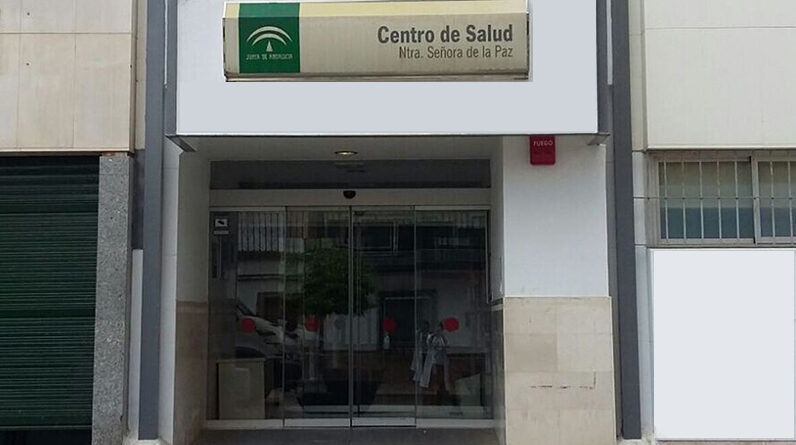 Centro de Salud
Ntra. Señora de la Paz
JUNTA DE ANDALUCIA
FUEGO